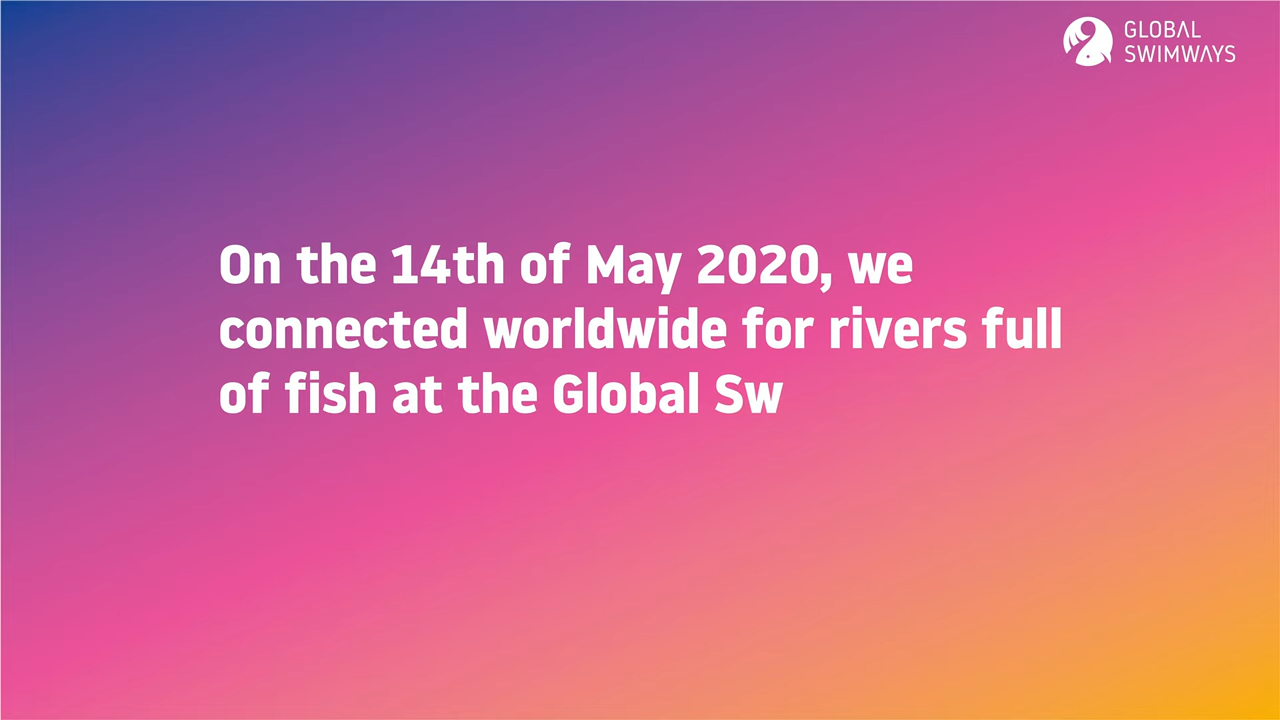 GLOBAL
SWIMWAYS
On the 14th of May 2020, we
connected worldwide for rivers full
of fish at the Global Sw